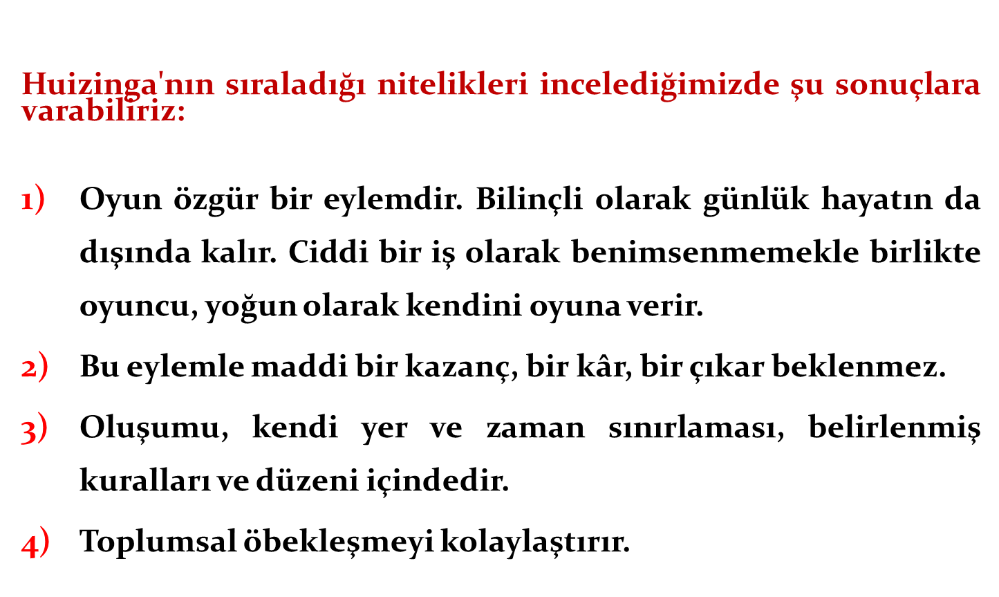 Huizinga'nın sıraladığı nitelikleri incelediğimizde şu sonuçlara
varabiliriz:
1) Oyun özgür bir eylemdir. Bilinçli olarak günlük hayatın da
dışında kalır. Ciddi bir iş olarak benimsenmemekle birlikte
oyuncu, yoğun olarak kendini oyuna verir.
2) Bu eylemle maddi bir kazanç, bir kâr, bir çıkar beklenmez.
3) Oluşumu, kendi yer ve zaman sınırlaması, belirlenmiş
kuralları ve düzeni içindedir.
4) Toplumsal öbekleşmeyi kolaylaştırır.